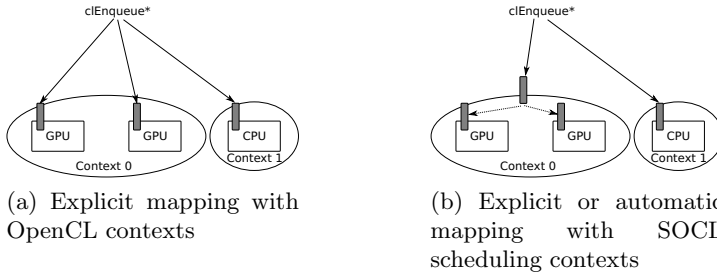 clEnqueue*
GPU
GPU
CPU
Context 0
Context 1
(a) Explicit mapping with
OpenCL contexts
clEnqueue*
GPU
GPU
CPU
Context 0
Context 1
(b) Explicit or automatic
mapping with SOCL
scheduling contexts